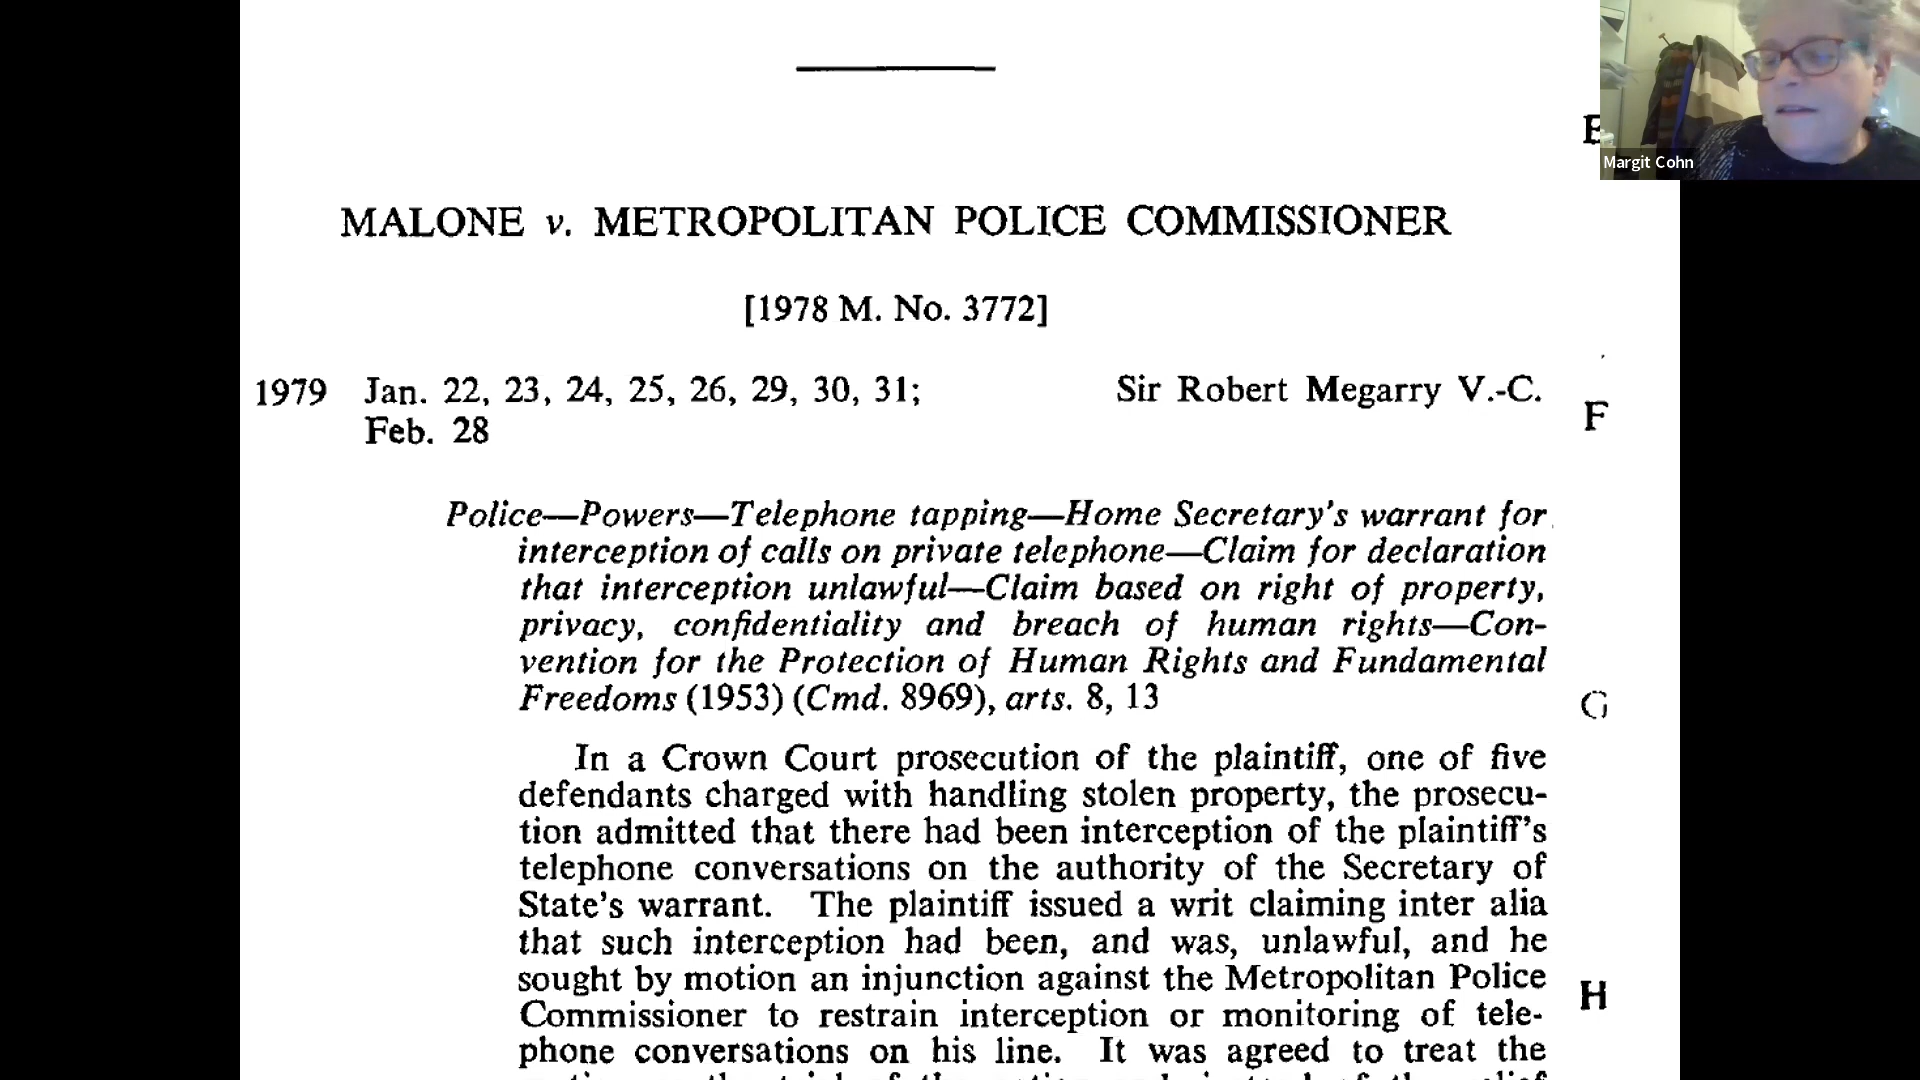 E
Margit Cohn
MALONE v. METROPOLITAN POLICE COMMISSIONER
[1978 M. No. 3772]
1979 Jan. 22, 23, 24, 25, 26, 29, 30, 31; Sir Robert Megarry V.-C.
F
Feb. 28
Police—Powers—Telephone tapping—Home Secretary's warrant for
interception of calls on private telephone—Claim for declaration
that interception unlawful—Claim based on right of property,
privacy, confidentiality and breach of human rights—Con-
vention for the Protection of Human Rights and Fundamental
Freedoms (1953) (Cmd. 8969), arts. 8, 13
G
In a Crown Court prosecution of the plaintiff, one of five
defendants charged with handling stolen property, the prosecu-
tion admitted that there had been interception of the plaintiff's
telephone conversations on the authority of the Secretary of
State's warrant. The plaintiff issued a writ claiming inter alia
that such interception had been, and was, unlawful, and he
sought by motion an injunction against the Metropolitan Police
H
Commissioner to restrain interception or monitoring of tele-
phone conversations on his line. It was agreed to treat the